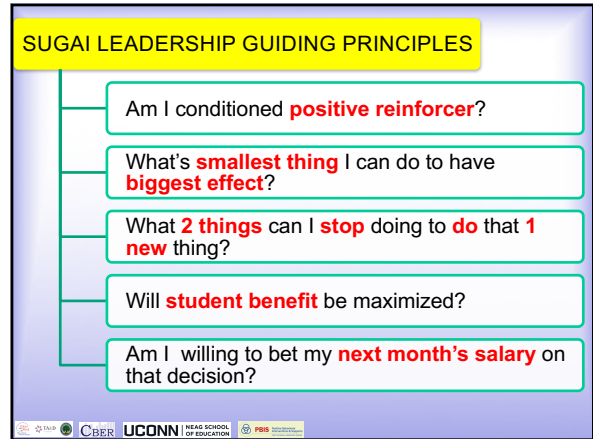 SUGAI LEADERSHIP GUIDING PRINCIPLES
Am I conditioned positive reinforcer?
What's smallest thing I can do to have
biggest effect?
What 2 things can I stop doing to do that 1
new thing?
Will student benefit be maximized?
Am I willing to bet my next month's salary on
that decision?
CBER UCONN NEAG SCHOOL
OF EDUCATION PBIS